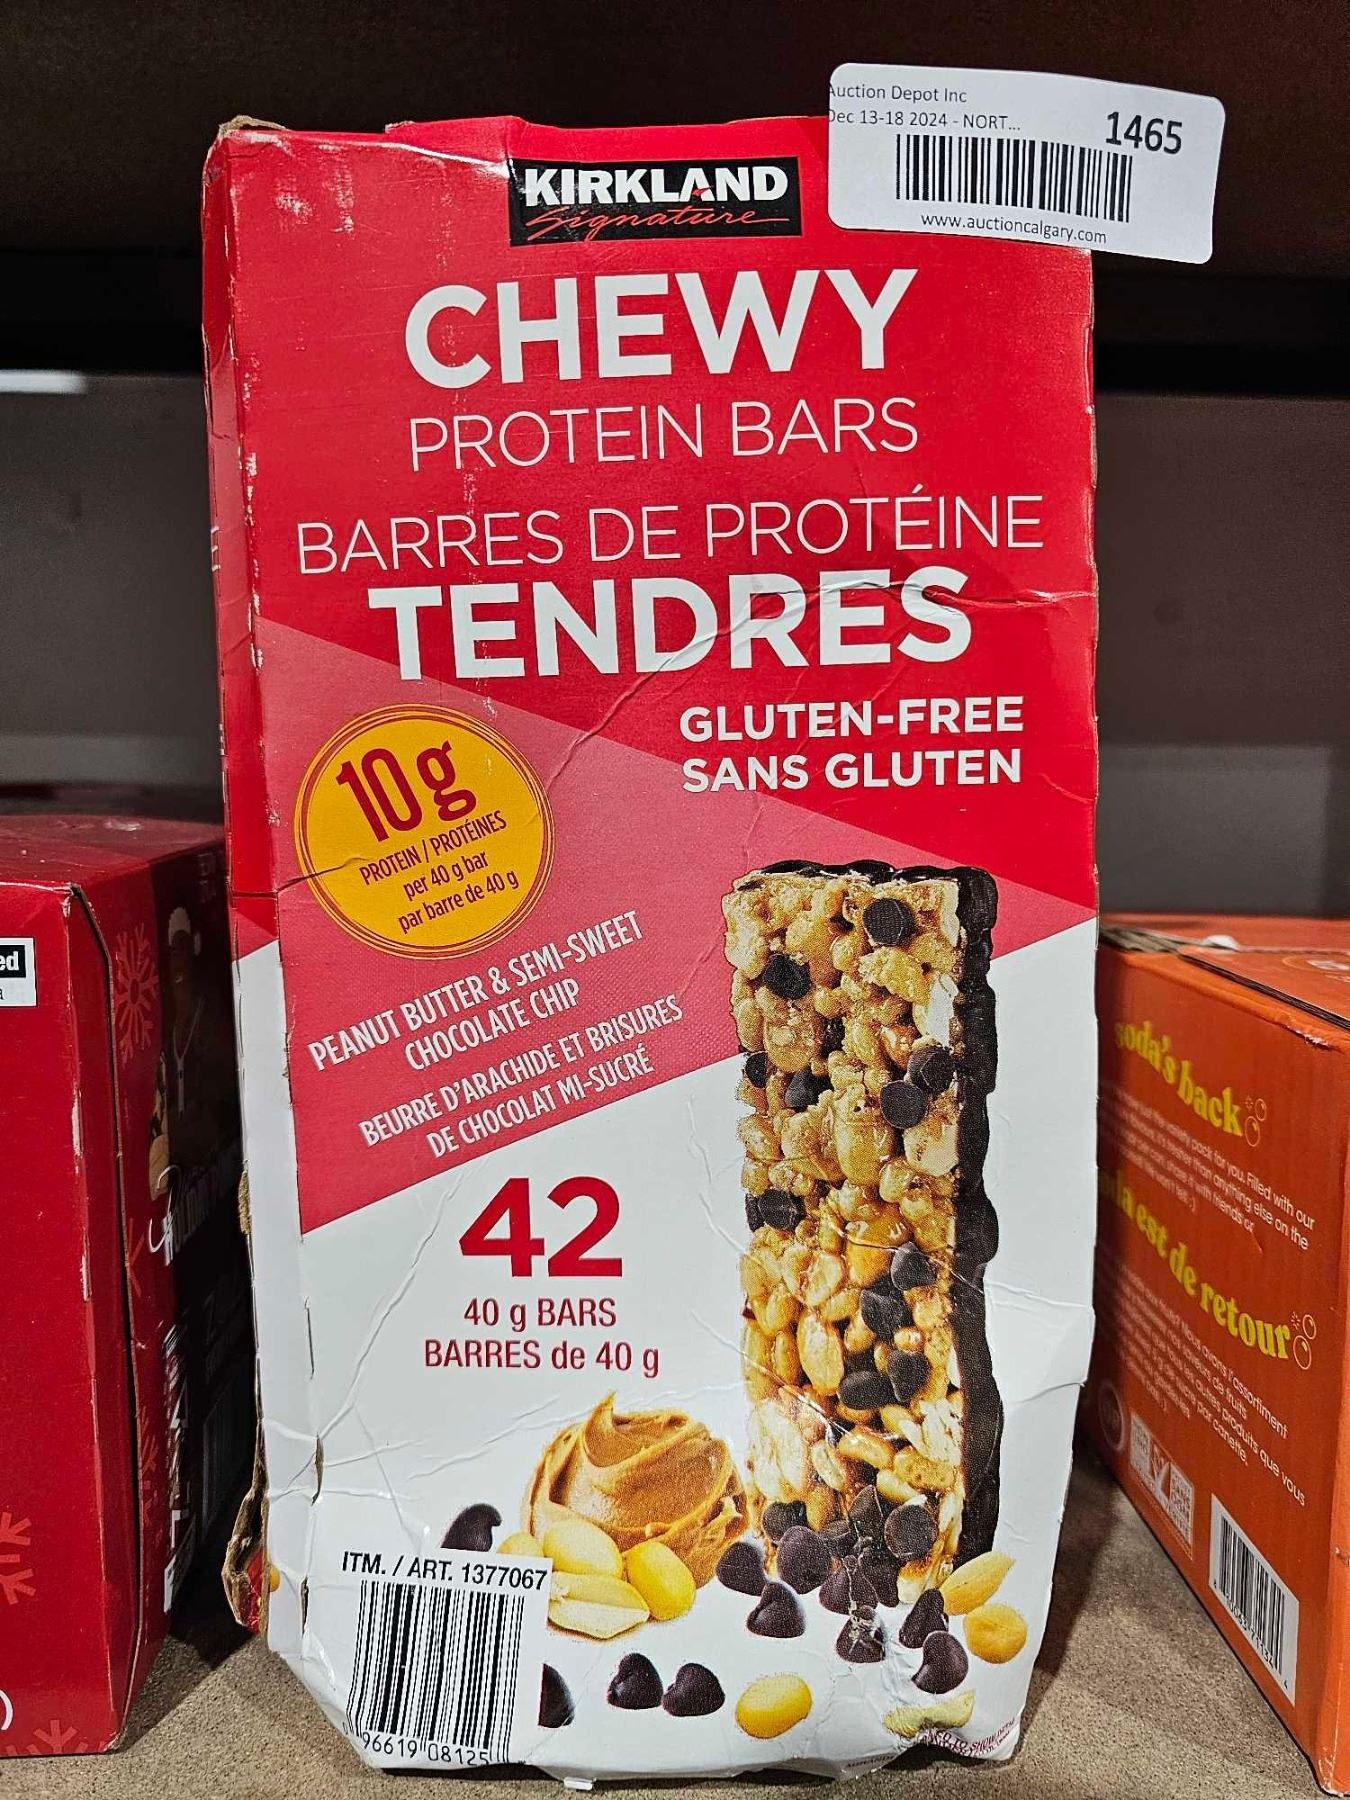 Auction Depot Inc
Dec 13-18 2024 - NORT...
1465
www.auctioncalgary.com
KIRKLAND
Signature
CHEWY
PROTEIN BARS
BARRES DE PROTÉINE
TENDRES
GLUTEN-FREE
SANS GLUTEN
10g
PROTEIN / PROTÉINES
per 40 g bar
par barre de 40 g
PEANUT BUTTER & SEMI-SWEET
CHOCOLATE CHIP
BEURRE D'ARACHIDE ET BRISURES
DE CHOCOLAT MI-SUCRÉ
42
40 g BARS
BARRES de 40 g
ITM. / ART. 1377067
96619 08125
ed
soda's back
est de retour